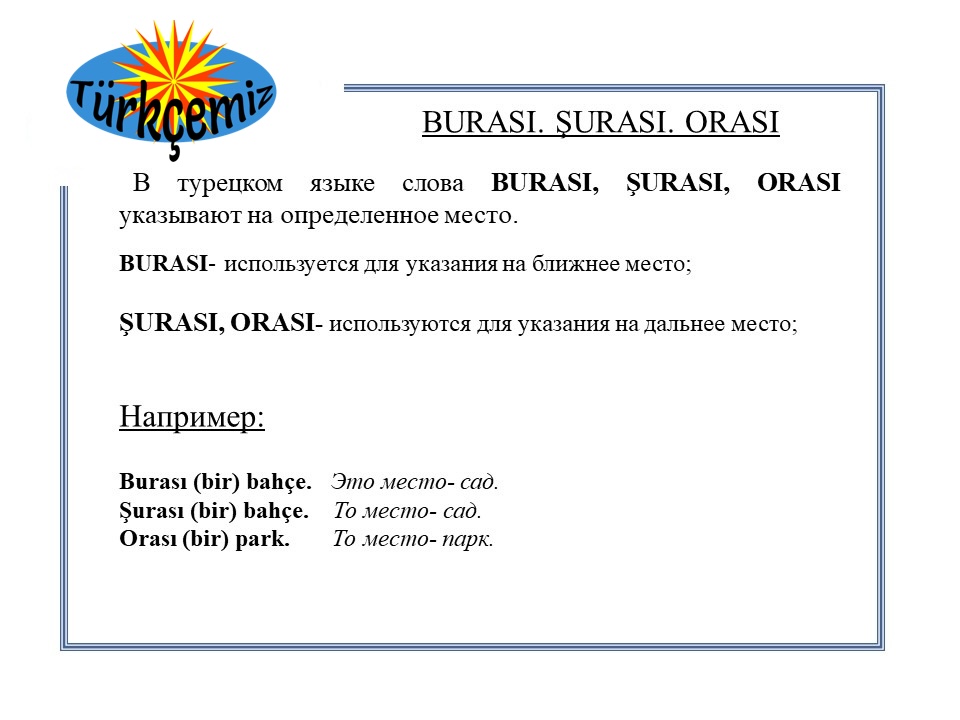 Türkçemiz
BURASI. ŞURASI. ORASI
В турецком языке слова BURASI, ŞURASI, ORASI
указывают на определенное место.
BURASI- используется для указания на ближнее место;
ŞURASI, ORASI- используются для указания на дальнее место;
Например:
Burası (bir) bahçe. Это место- сад.
Şurası (bir) bahçe. То место- сад.
Orası (bir) park. То место- парк.